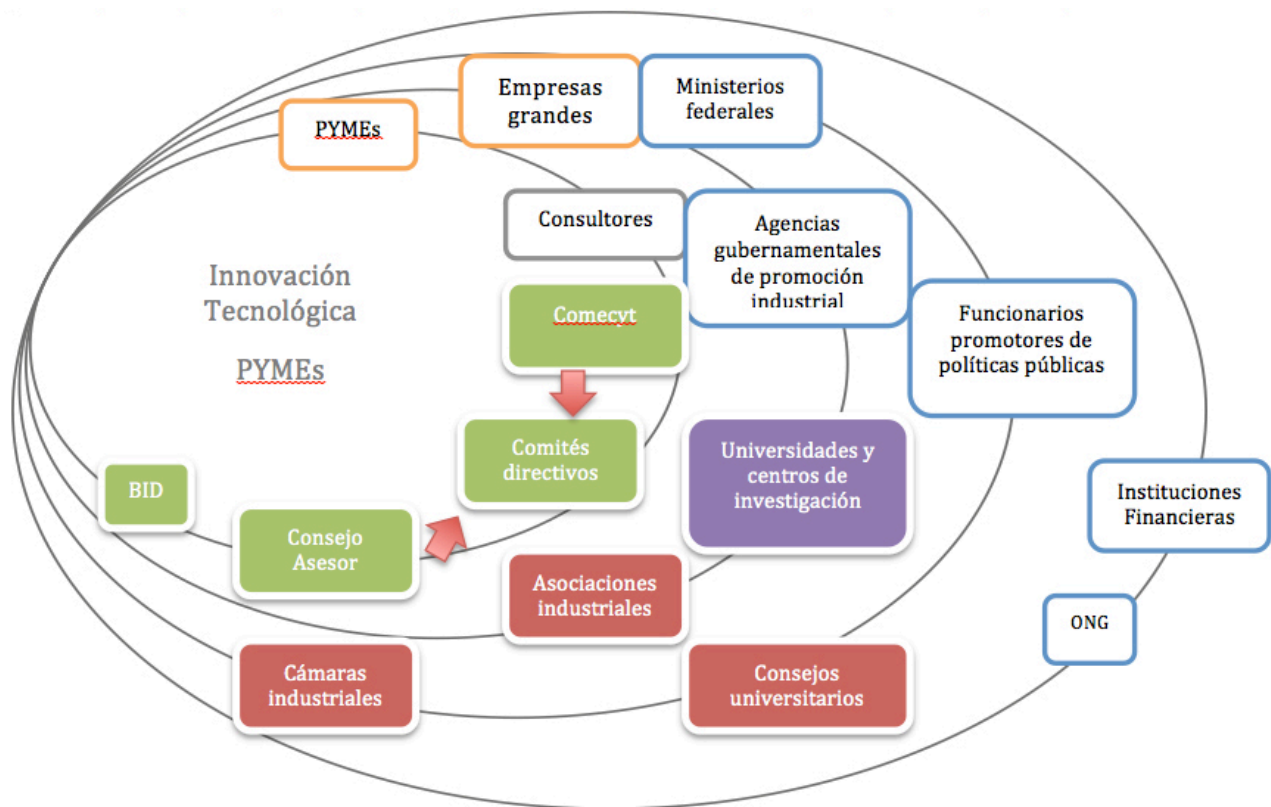 Empresas
grandes
Ministerios
federales
PYMEs
Consultores
Agencias
gubernamentales
de promoción
industrial
Innovación
Tecnológica
PYMEs
Comecyt
Funcionarios
promotores de
políticas públicas
Comités
directivos
Universidades y
centros de
investigación
BID
Instituciones
Financieras
Consejo
Asesor
Asociaciones
industriales
ONG
Cámaras
industriales
Consejos
universitarios